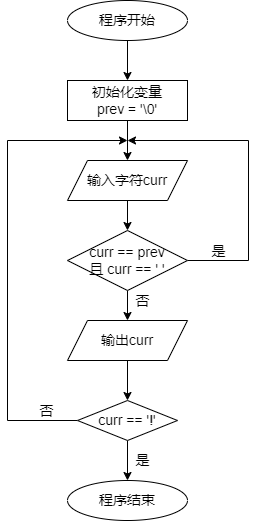 程序开始
初始化变量
prev = '\0'
输入字符curr
curr == prev
且 curr == ' '
是
否
输出curr
否
curr == '!'
是
程序结束